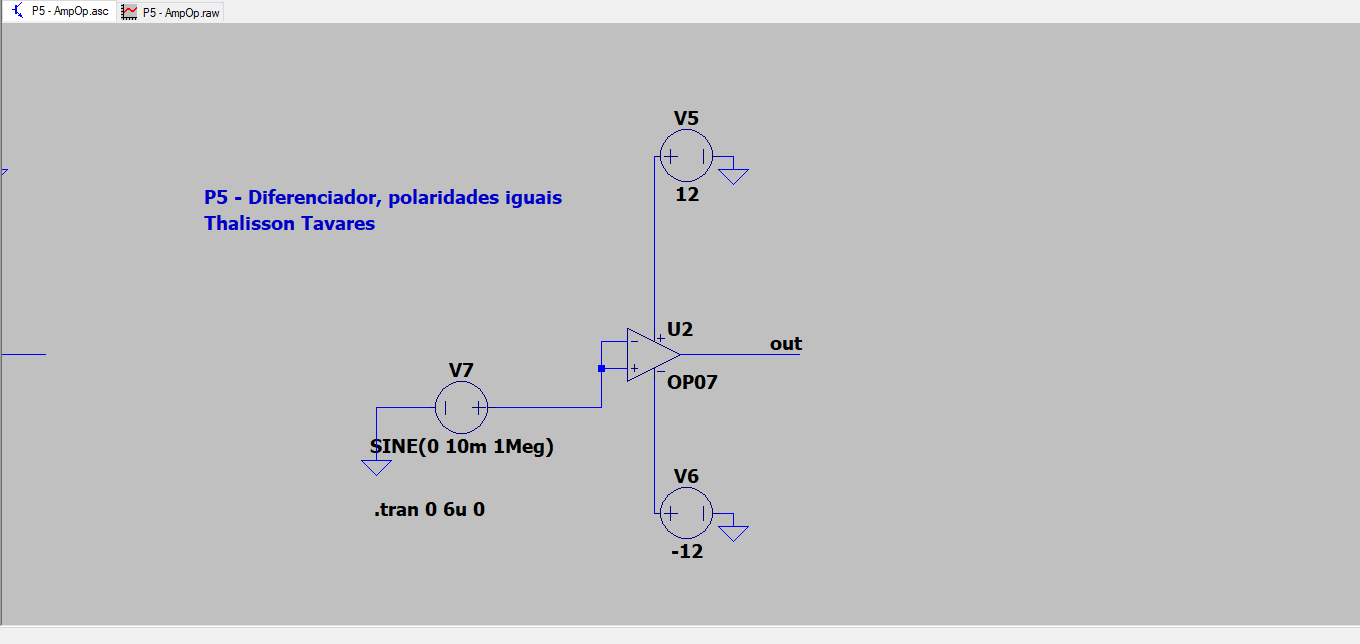 P5 - AmpOp.asc
P5 - AmpOp.raw
V5
12
P5 - Diferenciador, polaridades iguais
Thalisson Tavares
U2
out
V7
OP07
SINE(0 10m 1Meg)
V6
.tran 0 6u 0
-12